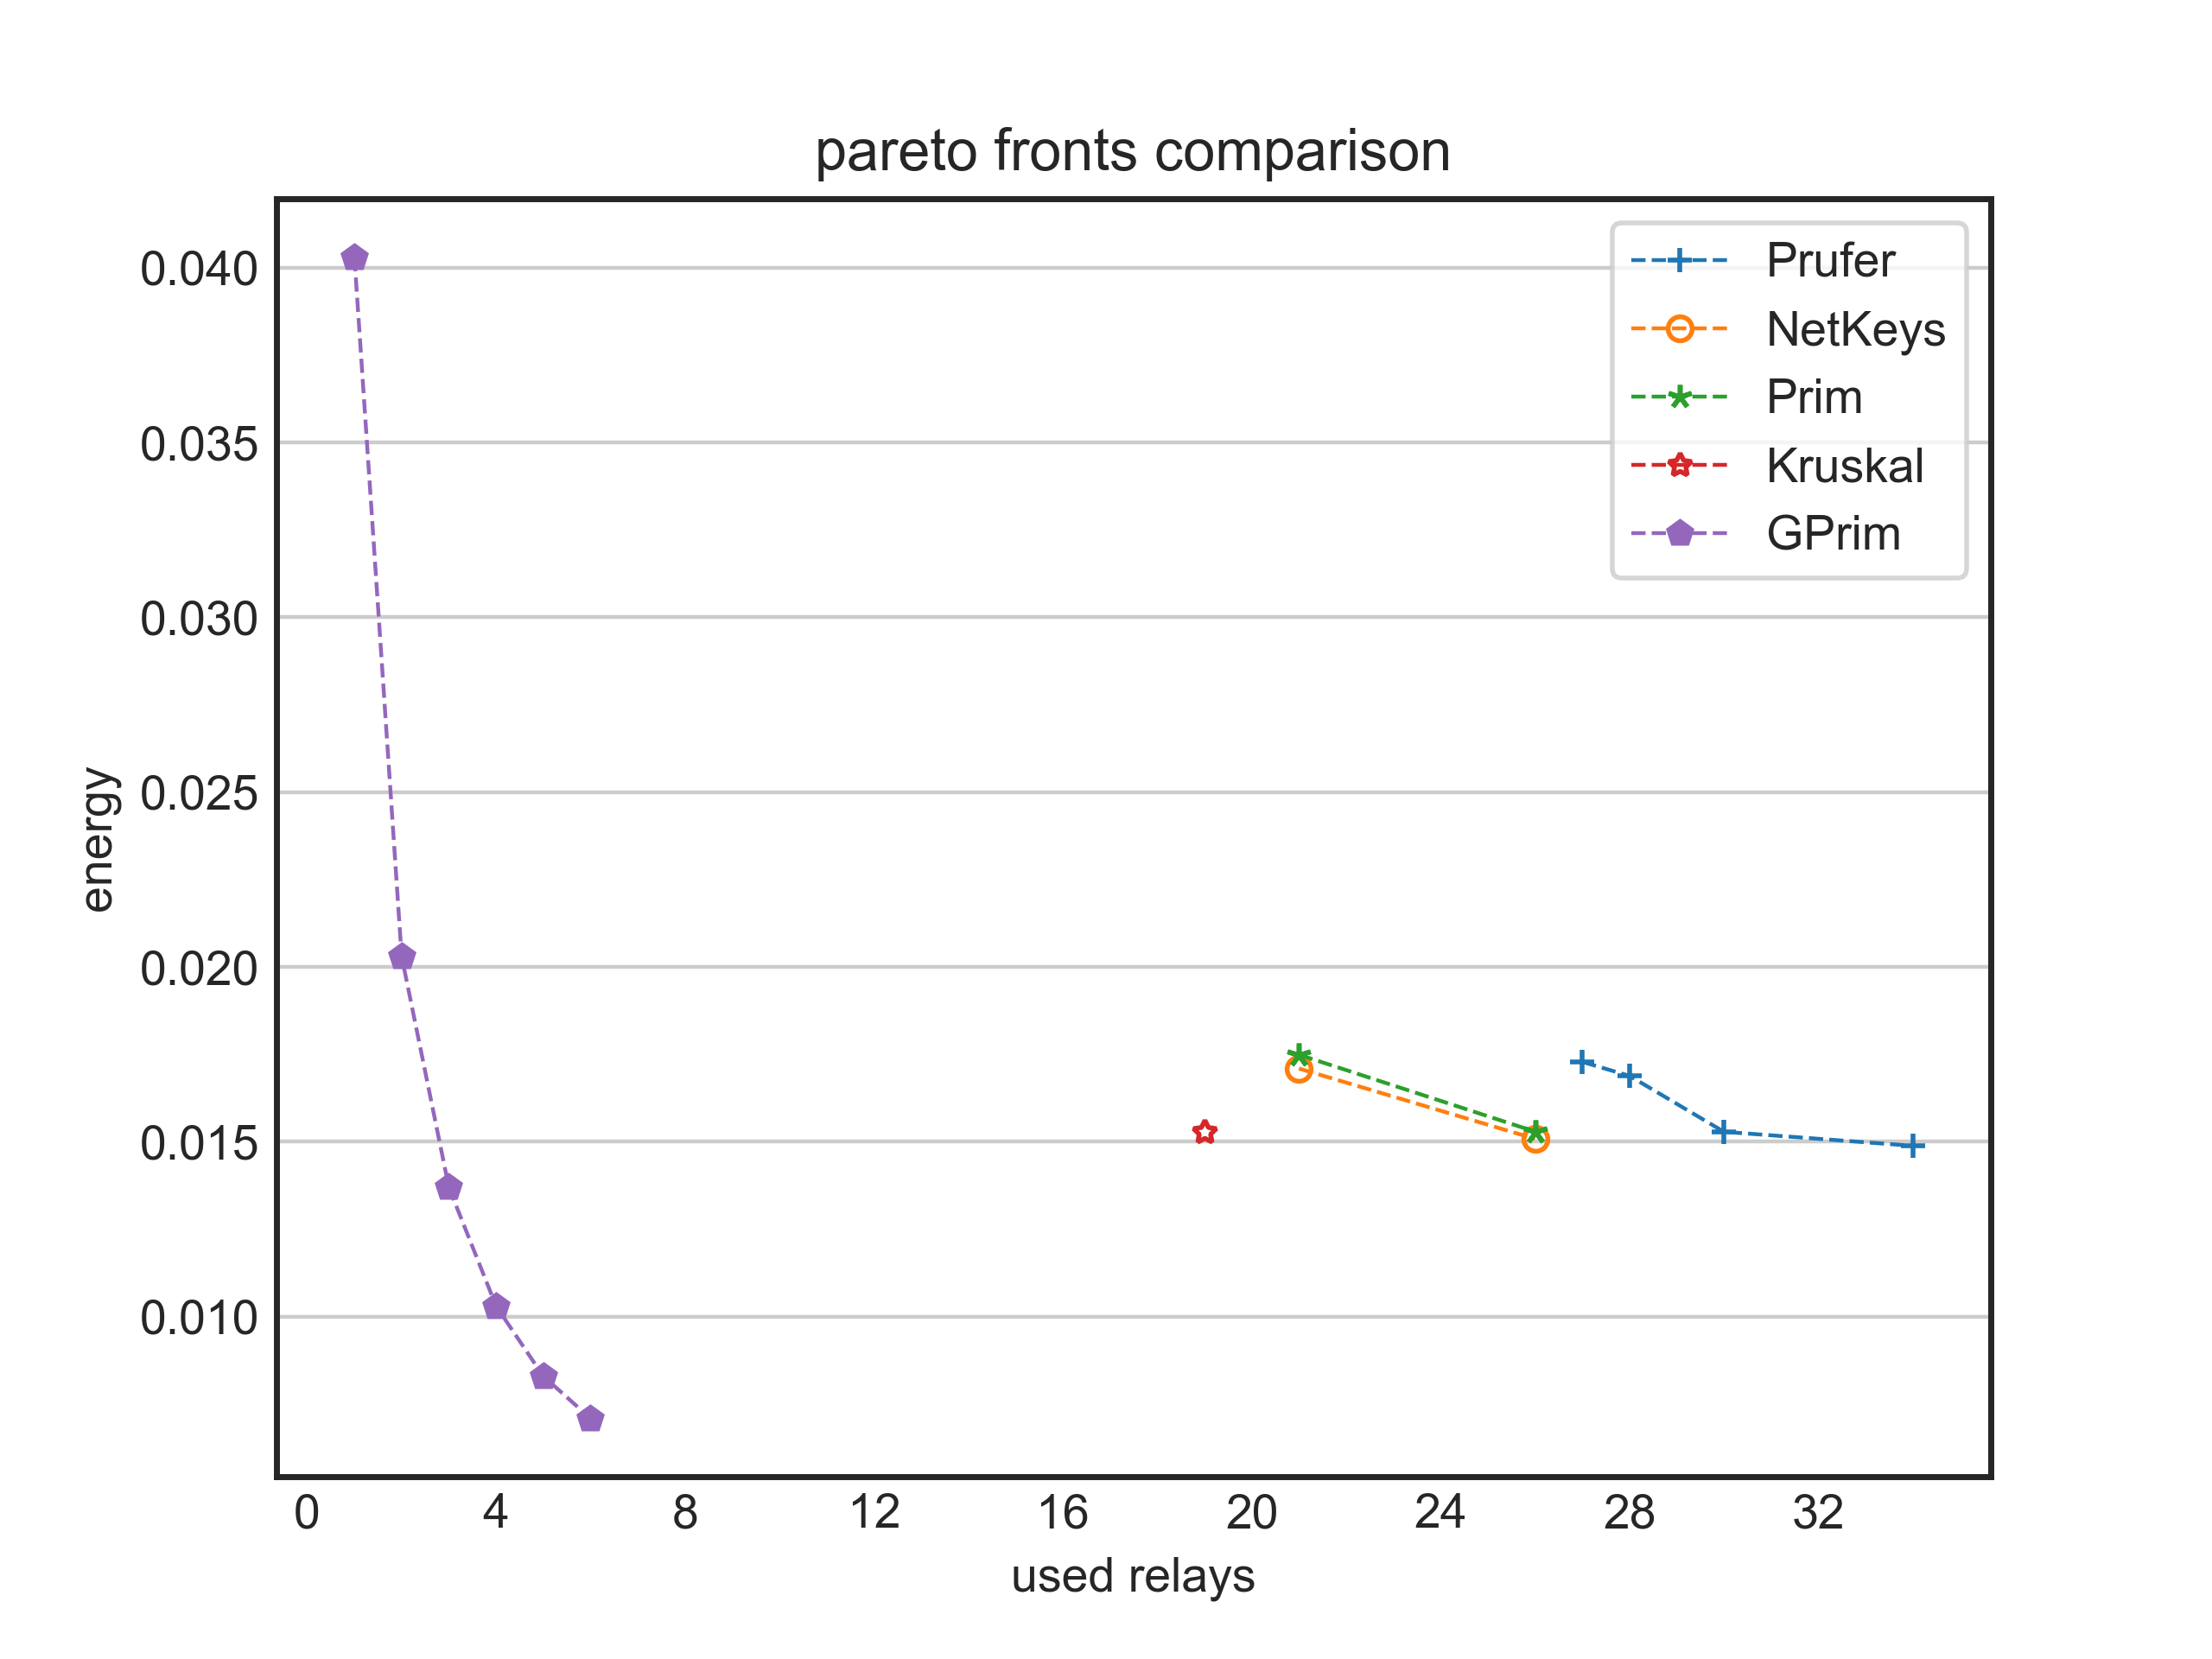 pareto fronts comparison
0.040
0.035
0.030
0.025
0.020
0.015
0.010
energy
0 4 8 12 16 20 24 28 32
used relays
Prufer
NetKeys
Prim
Kruskal
GPrim